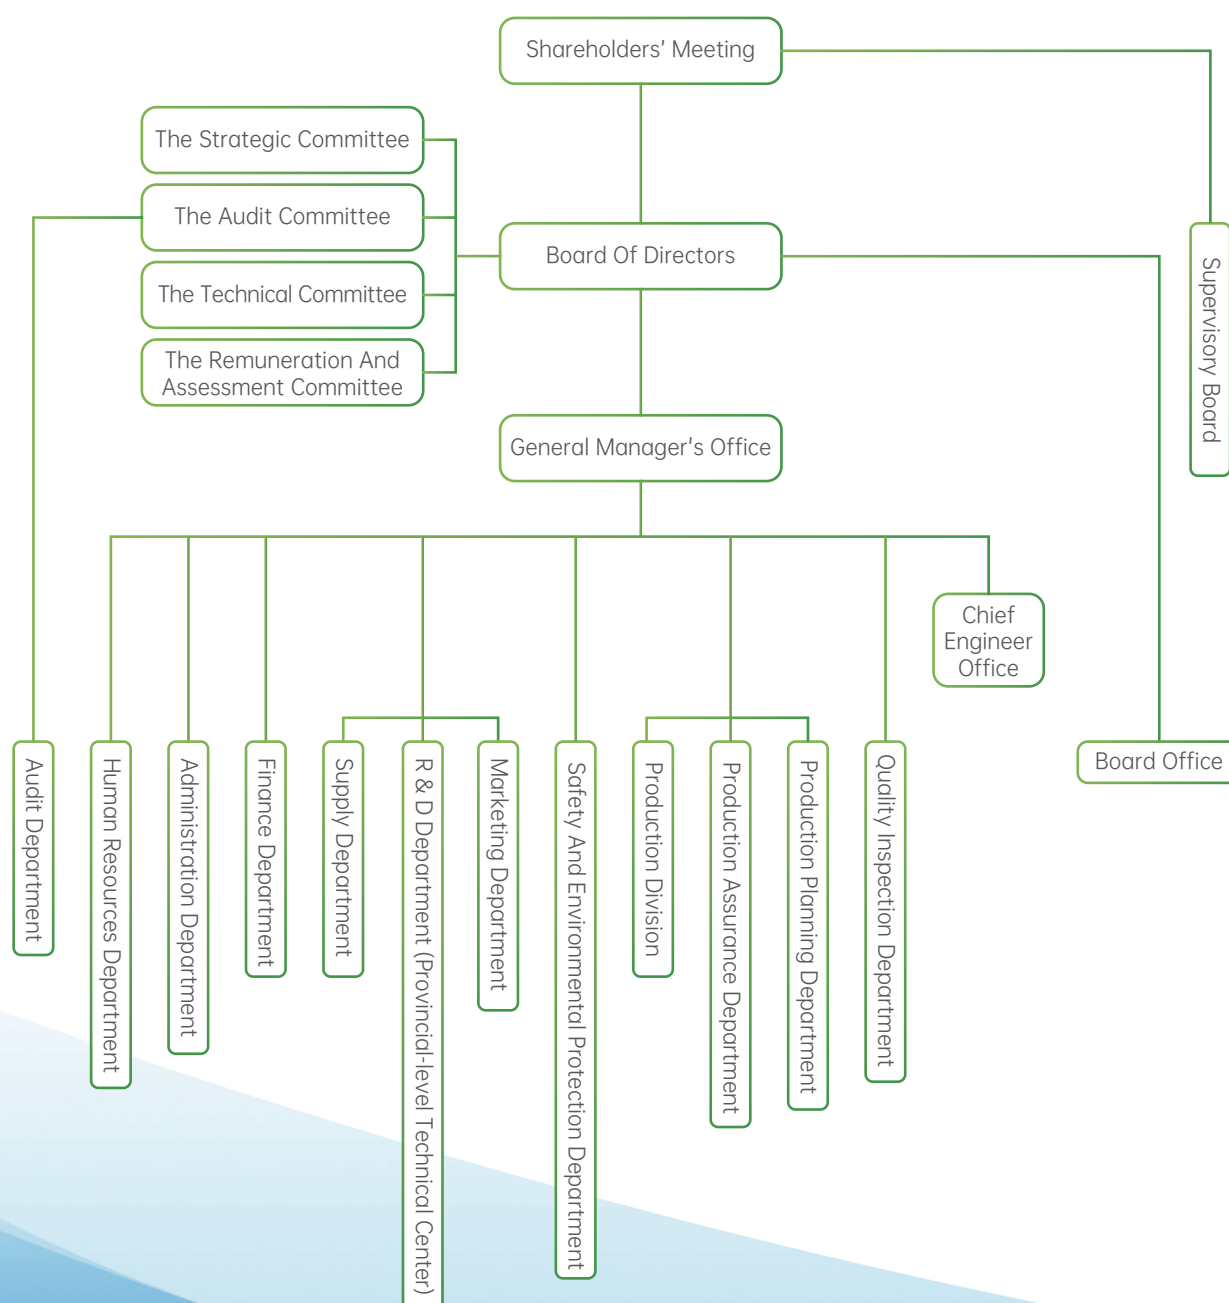 Shareholders' Meeting
The Strategic Committee
The Audit Committee
The Technical Committee
The Remuneration And
Assessment Committee
Board Of Directors
Supervisory Board
General Manager's Office
Chief
Engineer
Office
Board Office
Audit Department
Human Resources Department
Administration Department
Finance Department
Supply Department
R & D Department (Provincial-level Technical Center)
Marketing Department
Safety And Environmental Protection Department
Production Division
Production Assurance Department
Production Planning Department
Quality Inspection Department